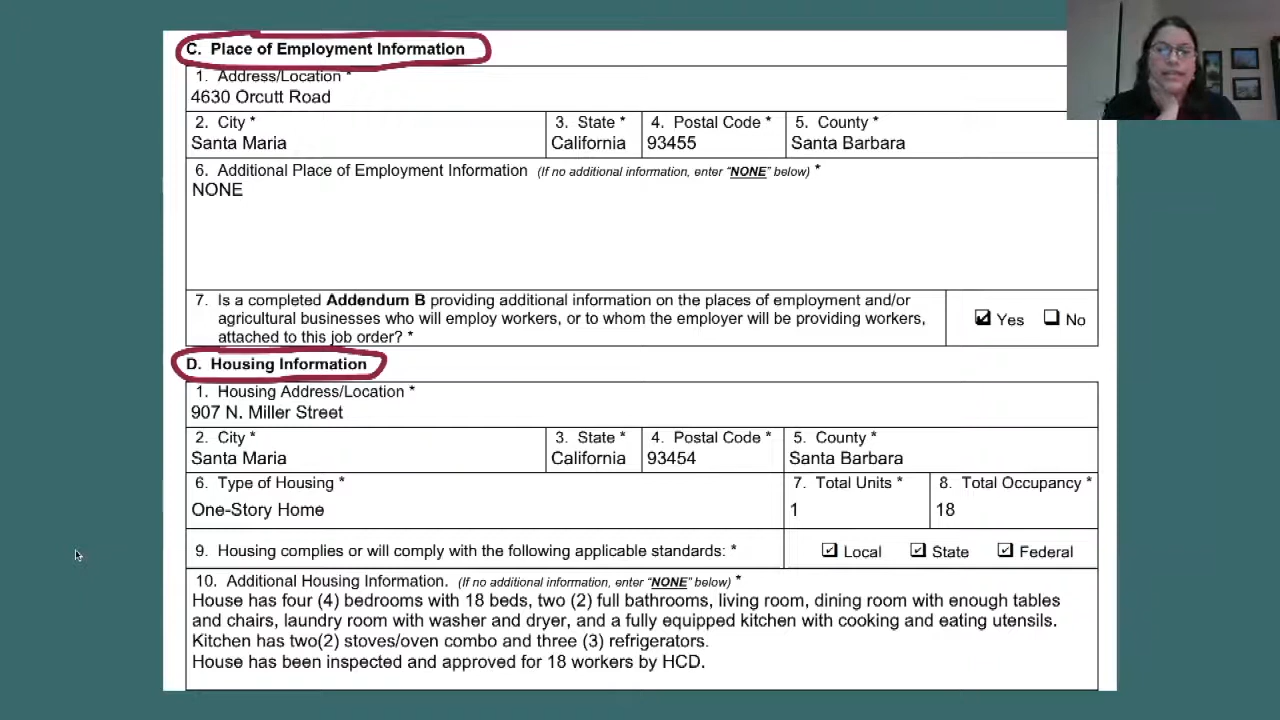 C. Place of Employment Information
1. Address/Location *
4630 Orcutt Road
2. City * 3. State * 4. Postal Code * 5. County *
Santa Maria California 93455 Santa Barbara
6. Additional Place of Employment Information (If no additional information, enter “NONE” below) *
NONE
7. Is a completed Addendum B providing additional information on the places of employment and/or
agricultural businesses who will employ workers, or to whom the employer will be providing workers,
attached to this job order? *
Yes No
D. Housing Information
1. Housing Address/Location *
907 N. Miller Street
2. City * 3. State * 4. Postal Code * 5. County *
Santa Maria California 93454 Santa Barbara
6. Type of Housing * 7. Total Units * 8. Total Occupancy *
One-Story Home 1 18
9. Housing complies or will comply with the following applicable standards: * Local State Federal
10. Additional Housing Information. (If no additional information, enter “NONE” below) *
House has four (4) bedrooms with 18 beds, two (2) full bathrooms, living room, dining room with enough tables
and chairs, laundry room with washer and dryer, and a fully equipped kitchen with cooking and eating utensils.
Kitchen has two(2) stoves/oven combo and three (3) refrigerators.
House has been inspected and approved for 18 workers by HCD.